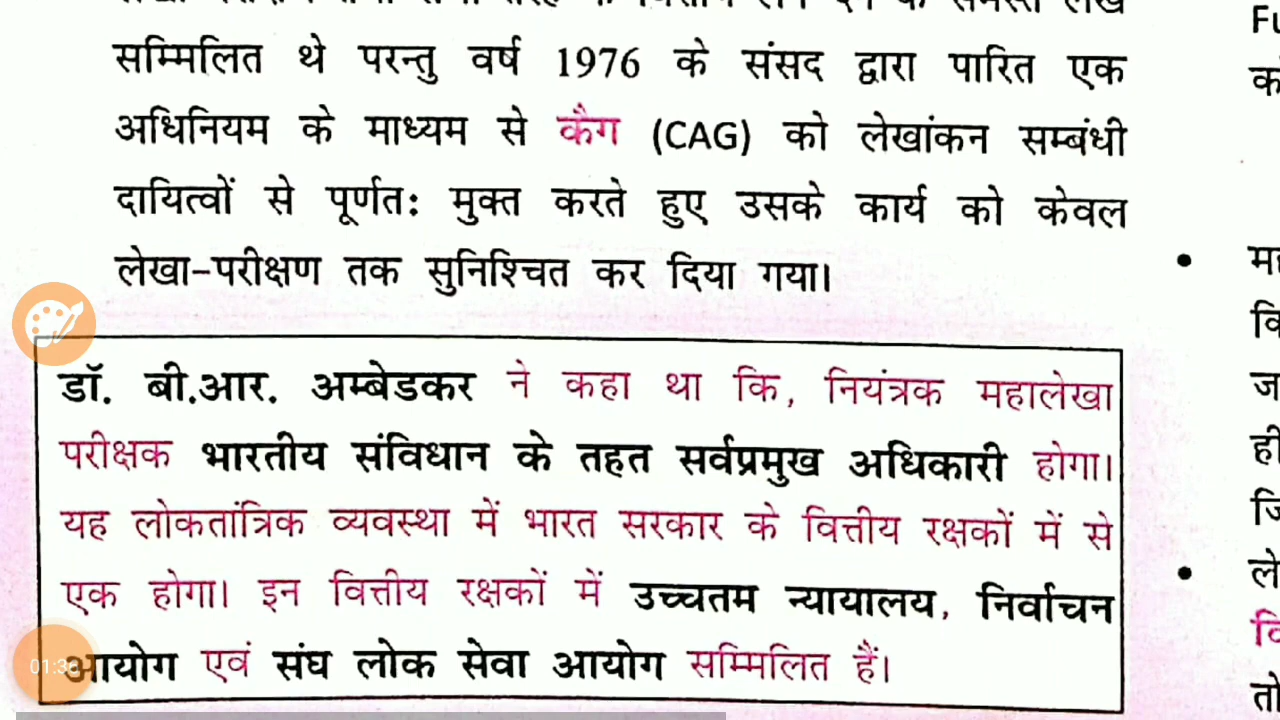 सम्मिलित थे परन्तु वर्ष 1976 के संसद द्वारा पारित एक
अधिनियम के माध्यम से कैग (CAG) को लेखांकन सम्बंधी
दायित्वों से पूर्णतः मुक्त करते हुए उसके कार्य को केवल
लेखा-परीक्षण तक सुनिश्चित कर दिया गया।
डॉ. बी.आर. अम्बेडकर ने कहा था कि, नियंत्रक महालेखा
परीक्षक भारतीय संविधान के तहत सर्वप्रमुख अधिकारी होगा।
यह लोकतांत्रिक व्यवस्था में भारत सरकार के वित्तीय रक्षकों में से
एक होगा। इन वित्तीय रक्षकों में उच्चतम न्यायालय, निर्वाचन
आयोग एवं संघ लोक सेवा आयोग सम्मिलित हैं।